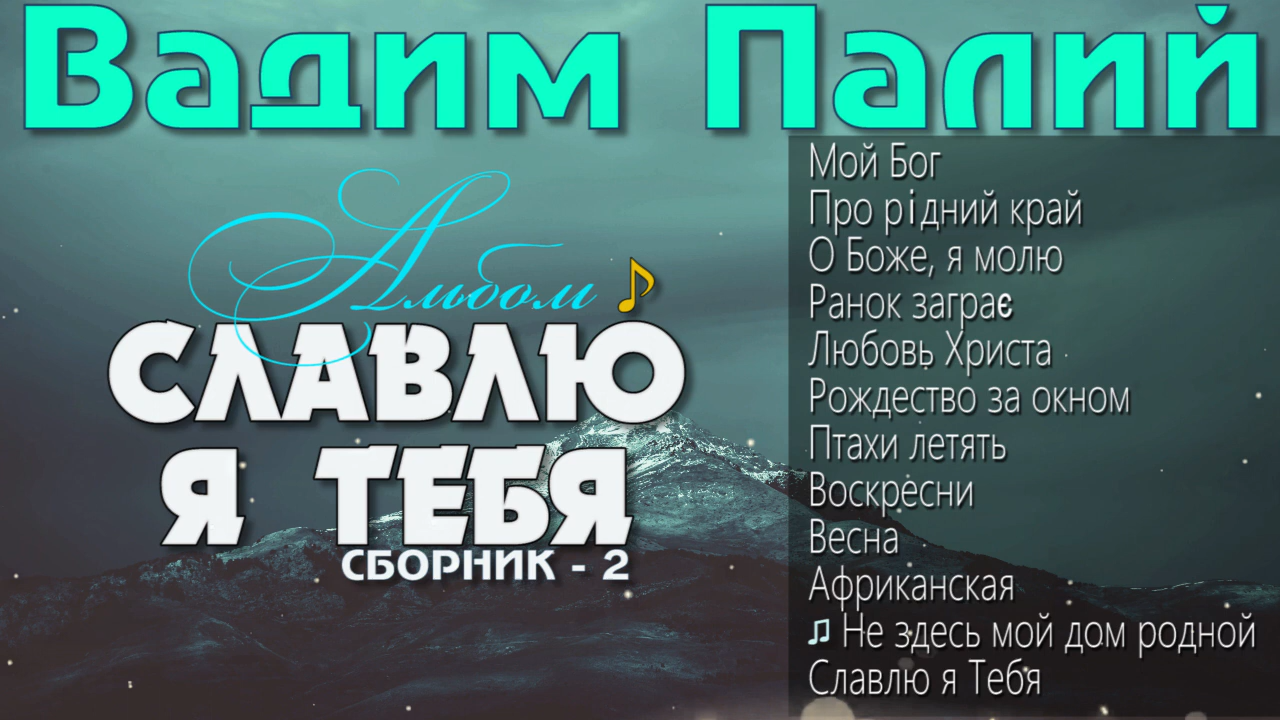 Вадим Палий
Альбом
СЛАВЛЮ
Я ТЕБЯ
СБОРНИК - 2
Мой Бог
Про рідний край
О Боже, я молю
Ранок заграє
Любовь Христа
Рождество за окном
Птахи летять
Воскресни
Весна
Африканская
Не здесь мой дом родной
Славлю я Тебя